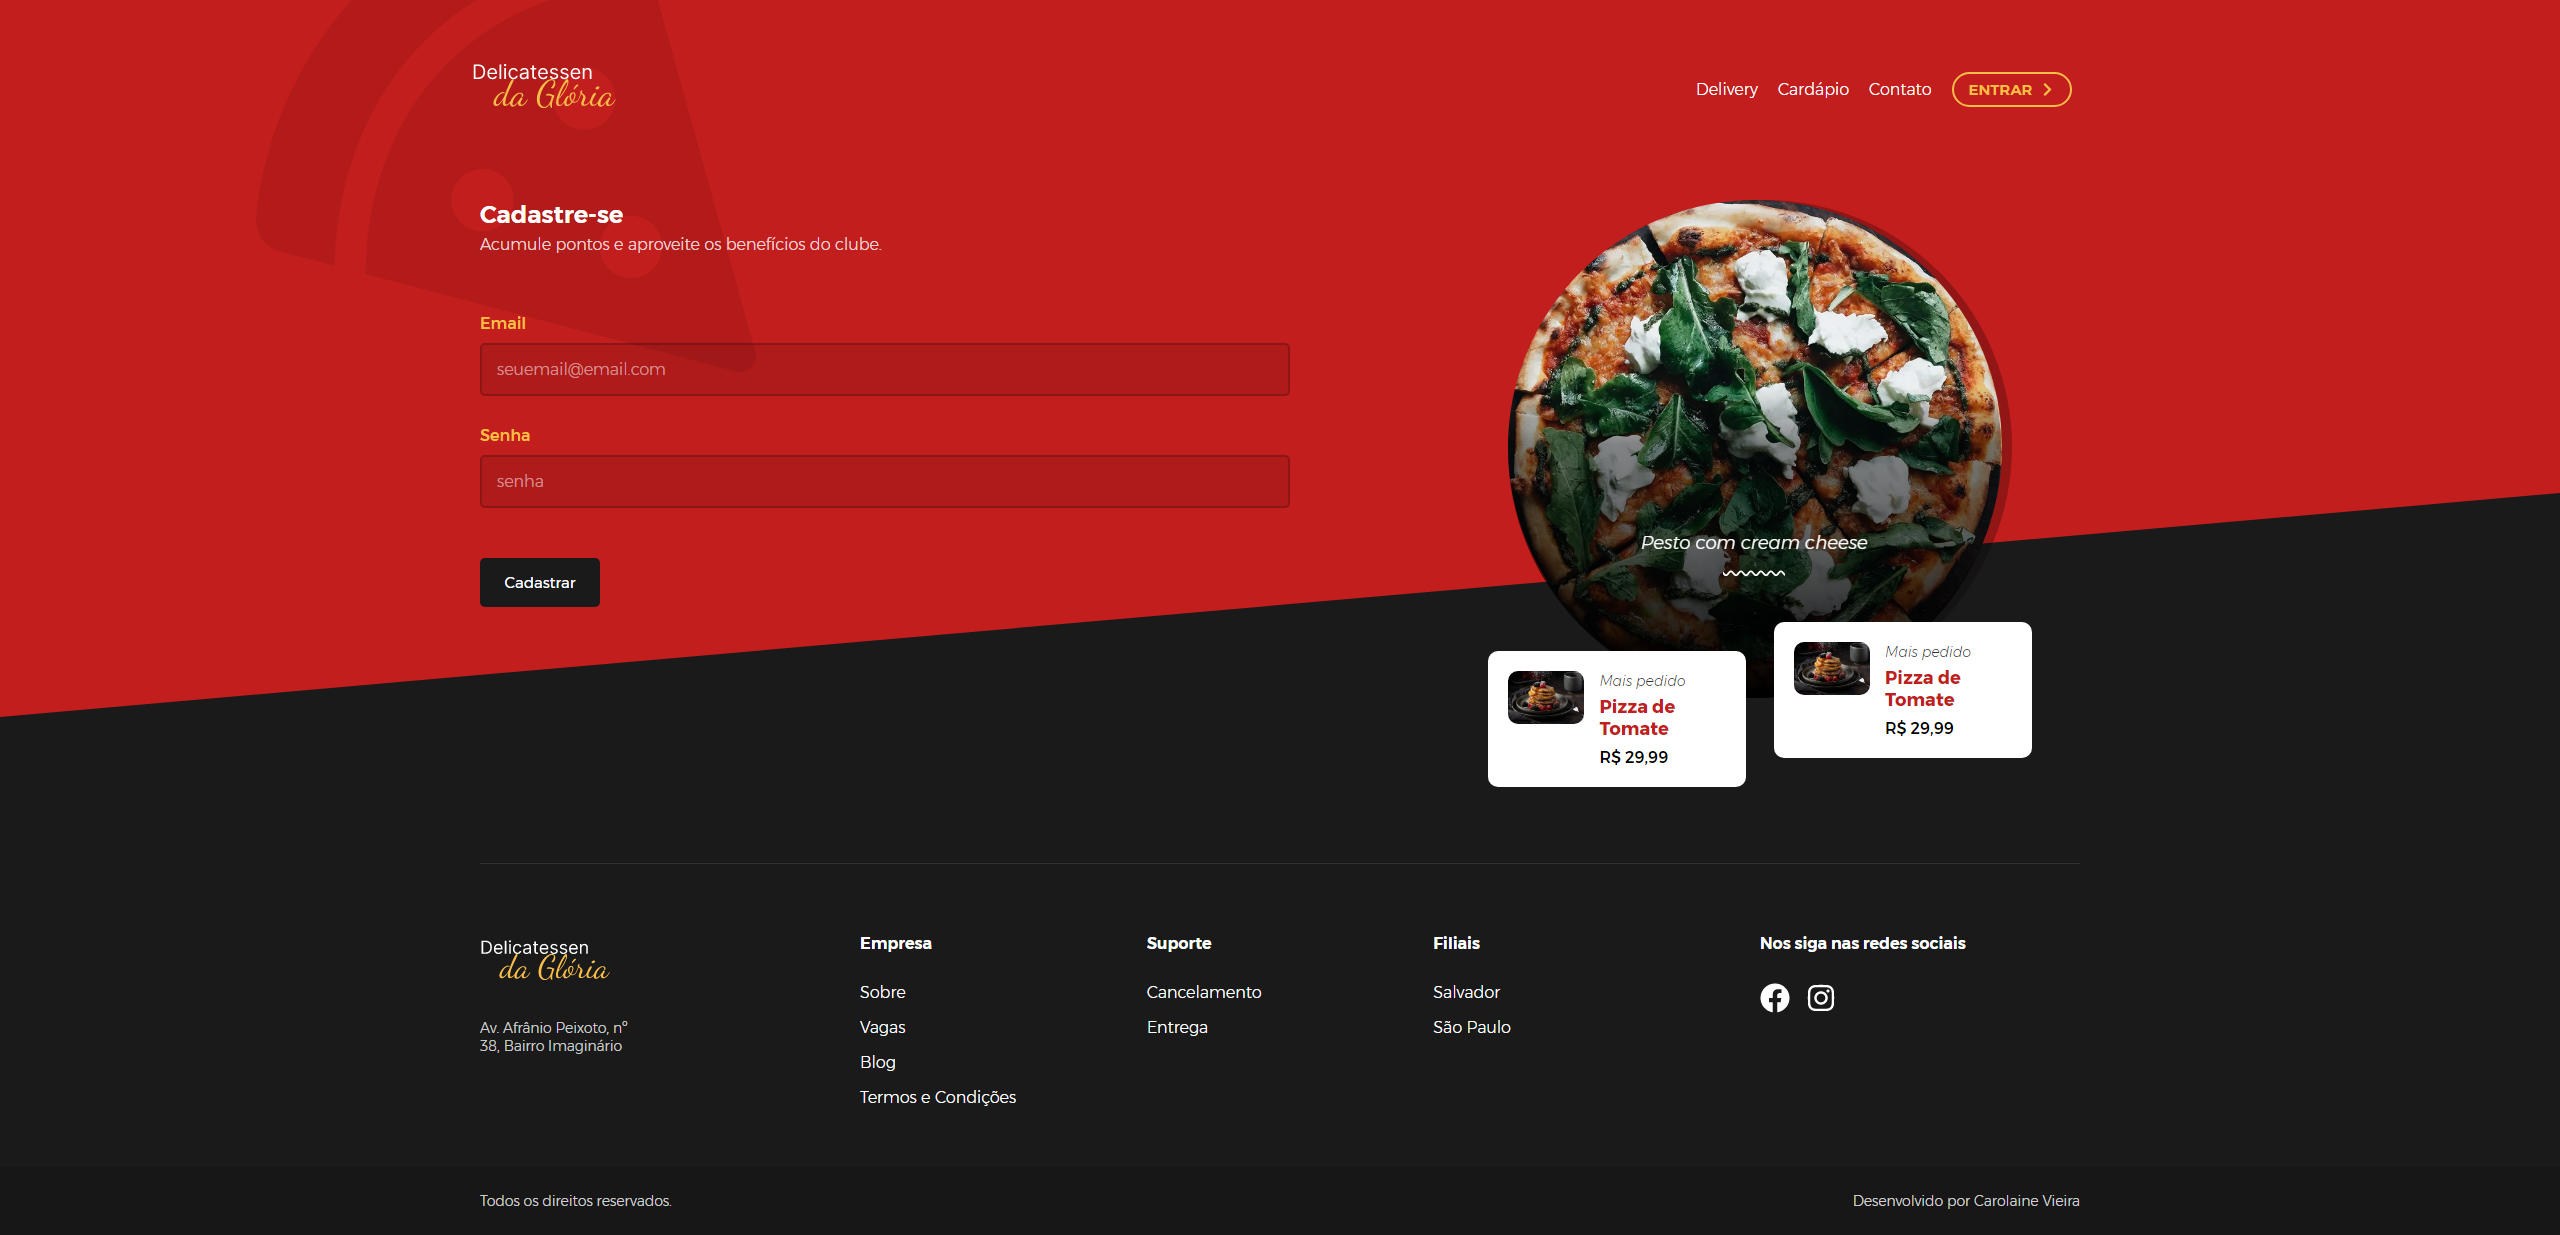 Delicatessen
da Glória
Delivery Cardápio Contato ENTRAR
Cadastre-se
Acumule pontos e aproveite os benefícios do clube.
Email
seuemail@email.com
Senha
senha
Cadastrar
Pesto com cream cheese
Mais pedido
Pizza de
Tomate
R$ 29,99
Mais pedido
Pizza de
Tomate
R$ 29,99
Delicatessen
da Glória
Av. Afrânio Peixoto, nº
38, Bairro Imaginário
Empresa
Sobre
Vagas
Blog
Termos e Condições
Suporte
Cancelamento
Entrega
Filiais
Salvador
São Paulo
Nos siga nas redes sociais
Todos os direitos reservados.
Desenvolvido por Carolaine Vieira